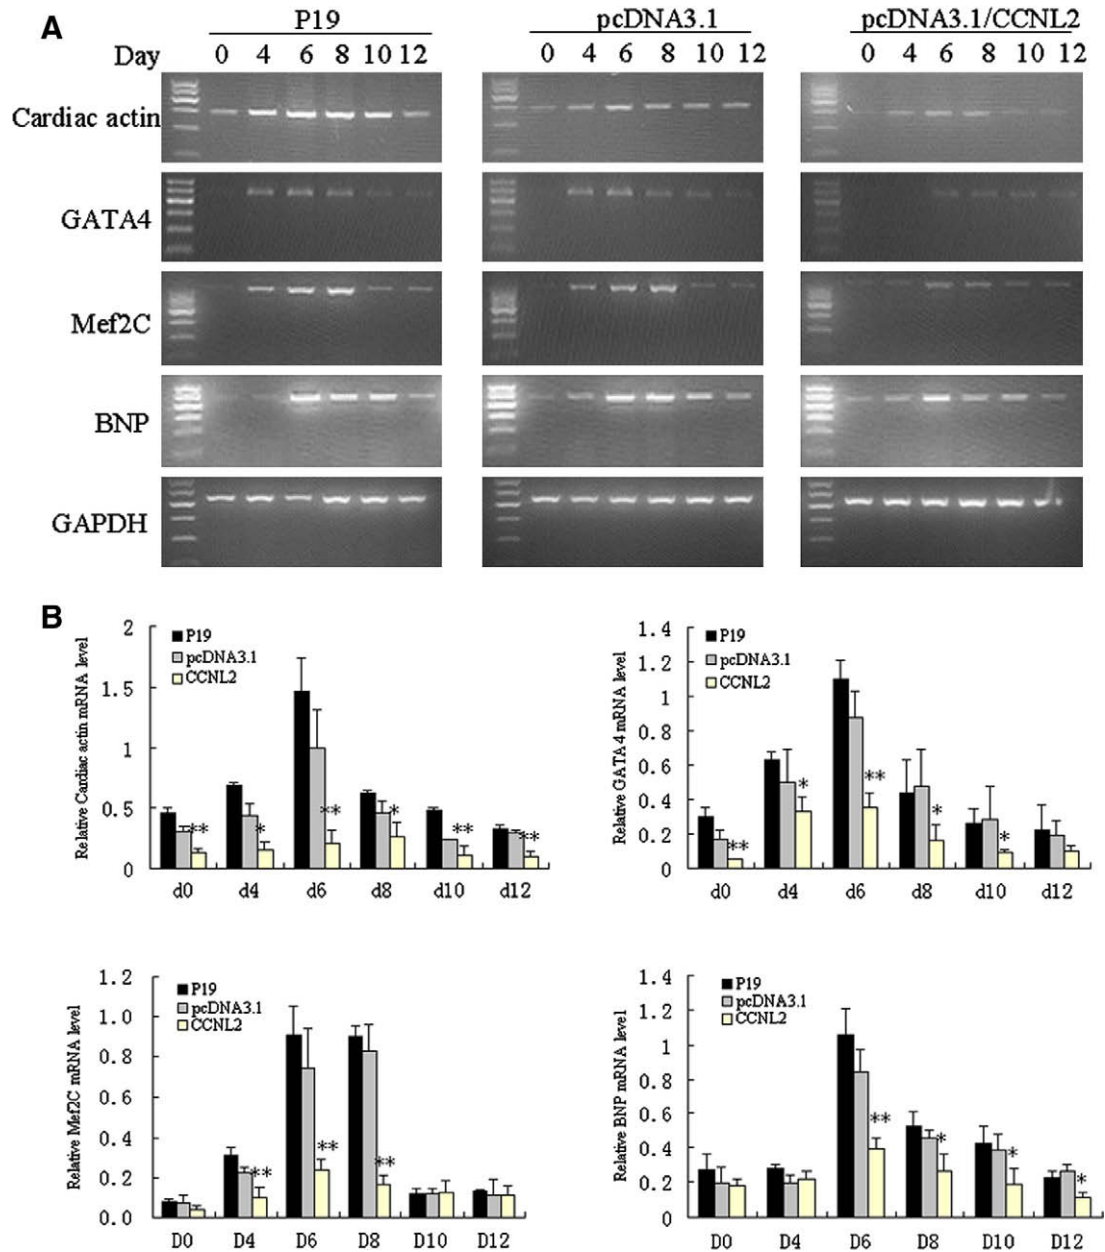 A
P19 pcDNA3.1 pcDNA3.1/CCNL2
Day 0 4 6 8 10 12 0 4 6 8 10 12 0 4 6 8 10 12
Cardiac actin
GATA4
Mef2C
BNP
GAPDH
B
Relative Cardiac actin mRNA level
2
1.5
1
0.5
0
P19
pcDNA3.1
CCNL2
** * ** * ** **
d0 d4 d6 d8 d10 d12
Relative GATA4 mRNA level
1.4
1.2
1
0.8
0.6
0.4
0.2
0
P19
pcDNA3.1
CCNL2
** * ** * *
d0 d4 d6 d8 d10 d12
Relative Mef2C mRNA level
1.2
1.0
0.8
0.6
0.4
0.2
0.0
P19
pcDNA3.1
CCNL2
** ** **
D0 D4 D6 D8 D10 D12
Relative BNP mRNA level
1.4
1.2
1
0.8
0.6
0.4
0.2
0
P19
pcDNA3.1
CCNL2
** * * *
D0 D4 D6 D8 D10 D12